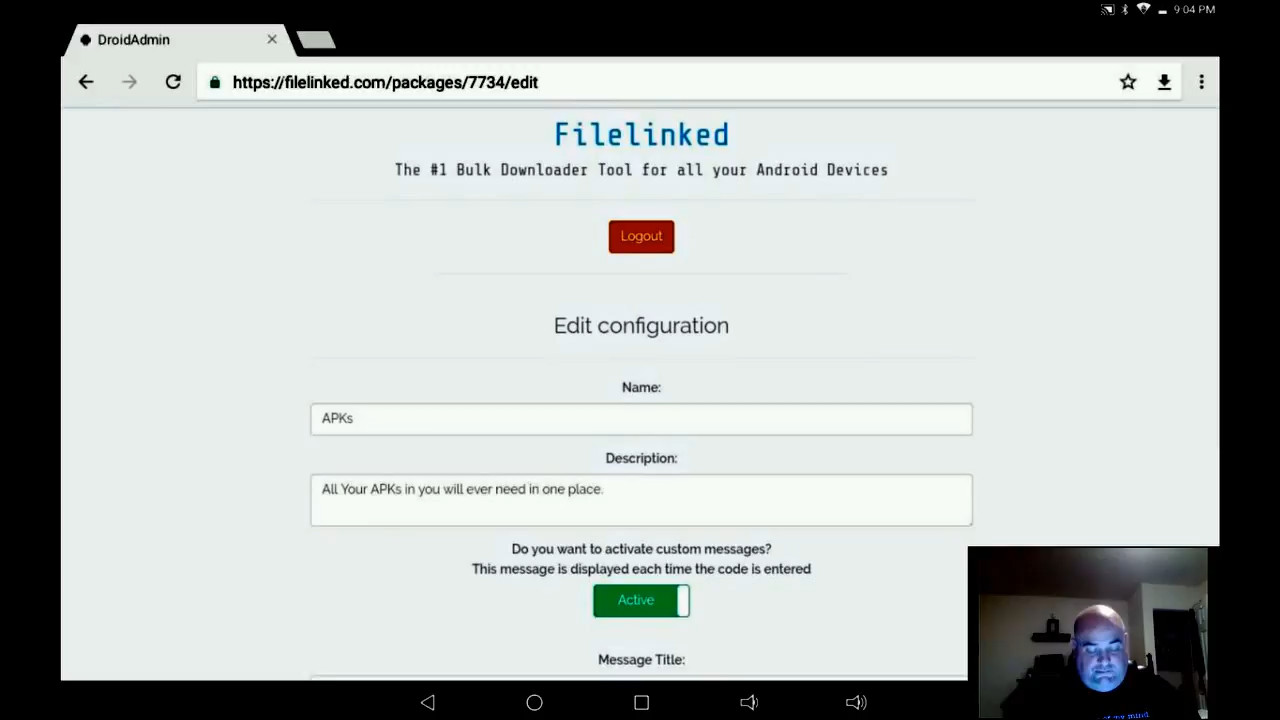 9:04 PM
DroidAdmin
https://filelinked.com/packages/7734/edit
Filelinked
The #1 Bulk Downloader Tool for all your Android Devices
Logout
Edit configuration
Name:
APKs
Description:
All Your APKs in you will ever need in one place.
Do you want to activate custom messages?
This message is displayed each time the code is entered
Active
Message Title: